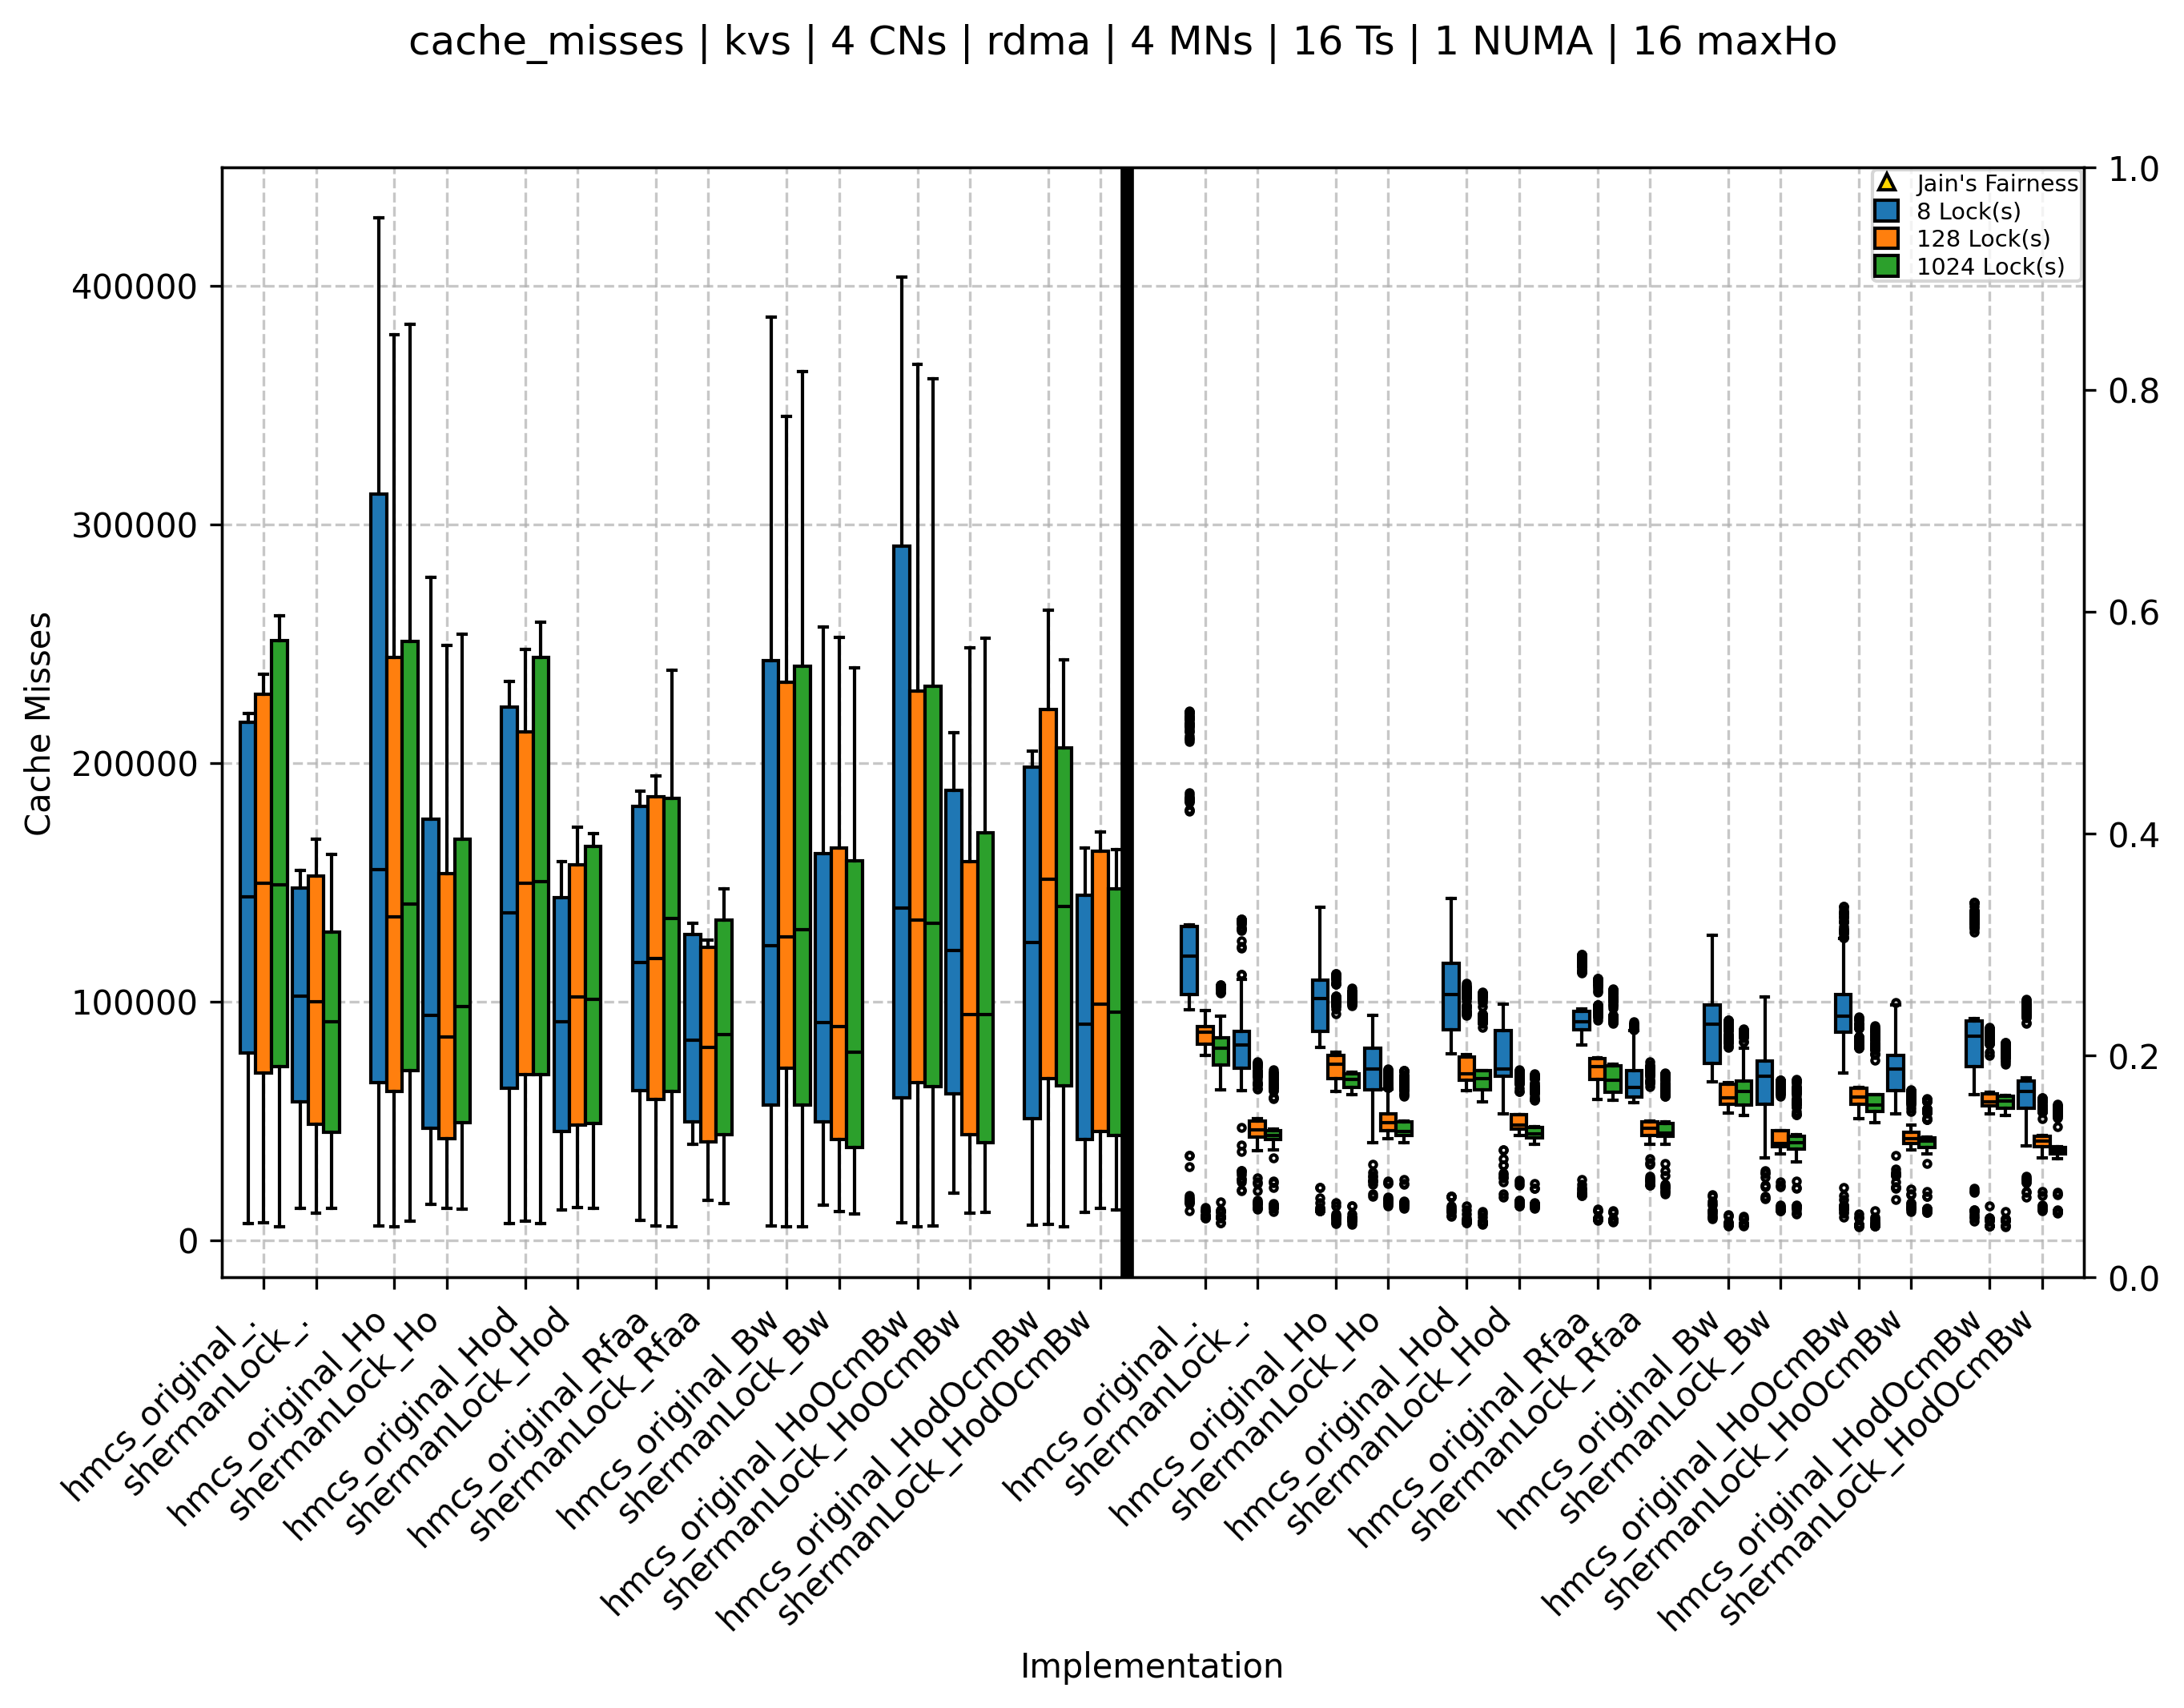 cache_misses | kvs | 4 CNs | rdma | 4 MNs | 16 Ts | 1 NUMA | 16 maxHo
Jain's Fairness
8 Lock(s)
128 Lock(s)
1024 Lock(s)
Cache Misses
400000
300000
200000
100000
0
1.0
0.8
0.6
0.4
0.2
0.0
hmcs_original_.
shermanLock_.
hmcs_original_Ho
shermanLock_Ho
hmcs_original_Hod
shermanLock_Hod
hmcs_original_Rfaa
shermanLock_Rfaa
hmcs_original_Bw
shermanLock_Bw
hmcs_original_HoOcmBw
shermanLock_HoOcmBw
hmcs_original_HodOcmBw
shermanLock_HodOcmBw
hmcs_original_.
shermanLock_.
hmcs_original_Ho
shermanLock_Ho
hmcs_original_Hod
shermanLock_Hod
hmcs_original_Rfaa
shermanLock_Rfaa
hmcs_original_Bw
shermanLock_Bw
hmcs_original_HoOcmBw
shermanLock_HoOcmBw
hmcs_original_HodOcmBw
shermanLock_HodOcmBw
Implementation